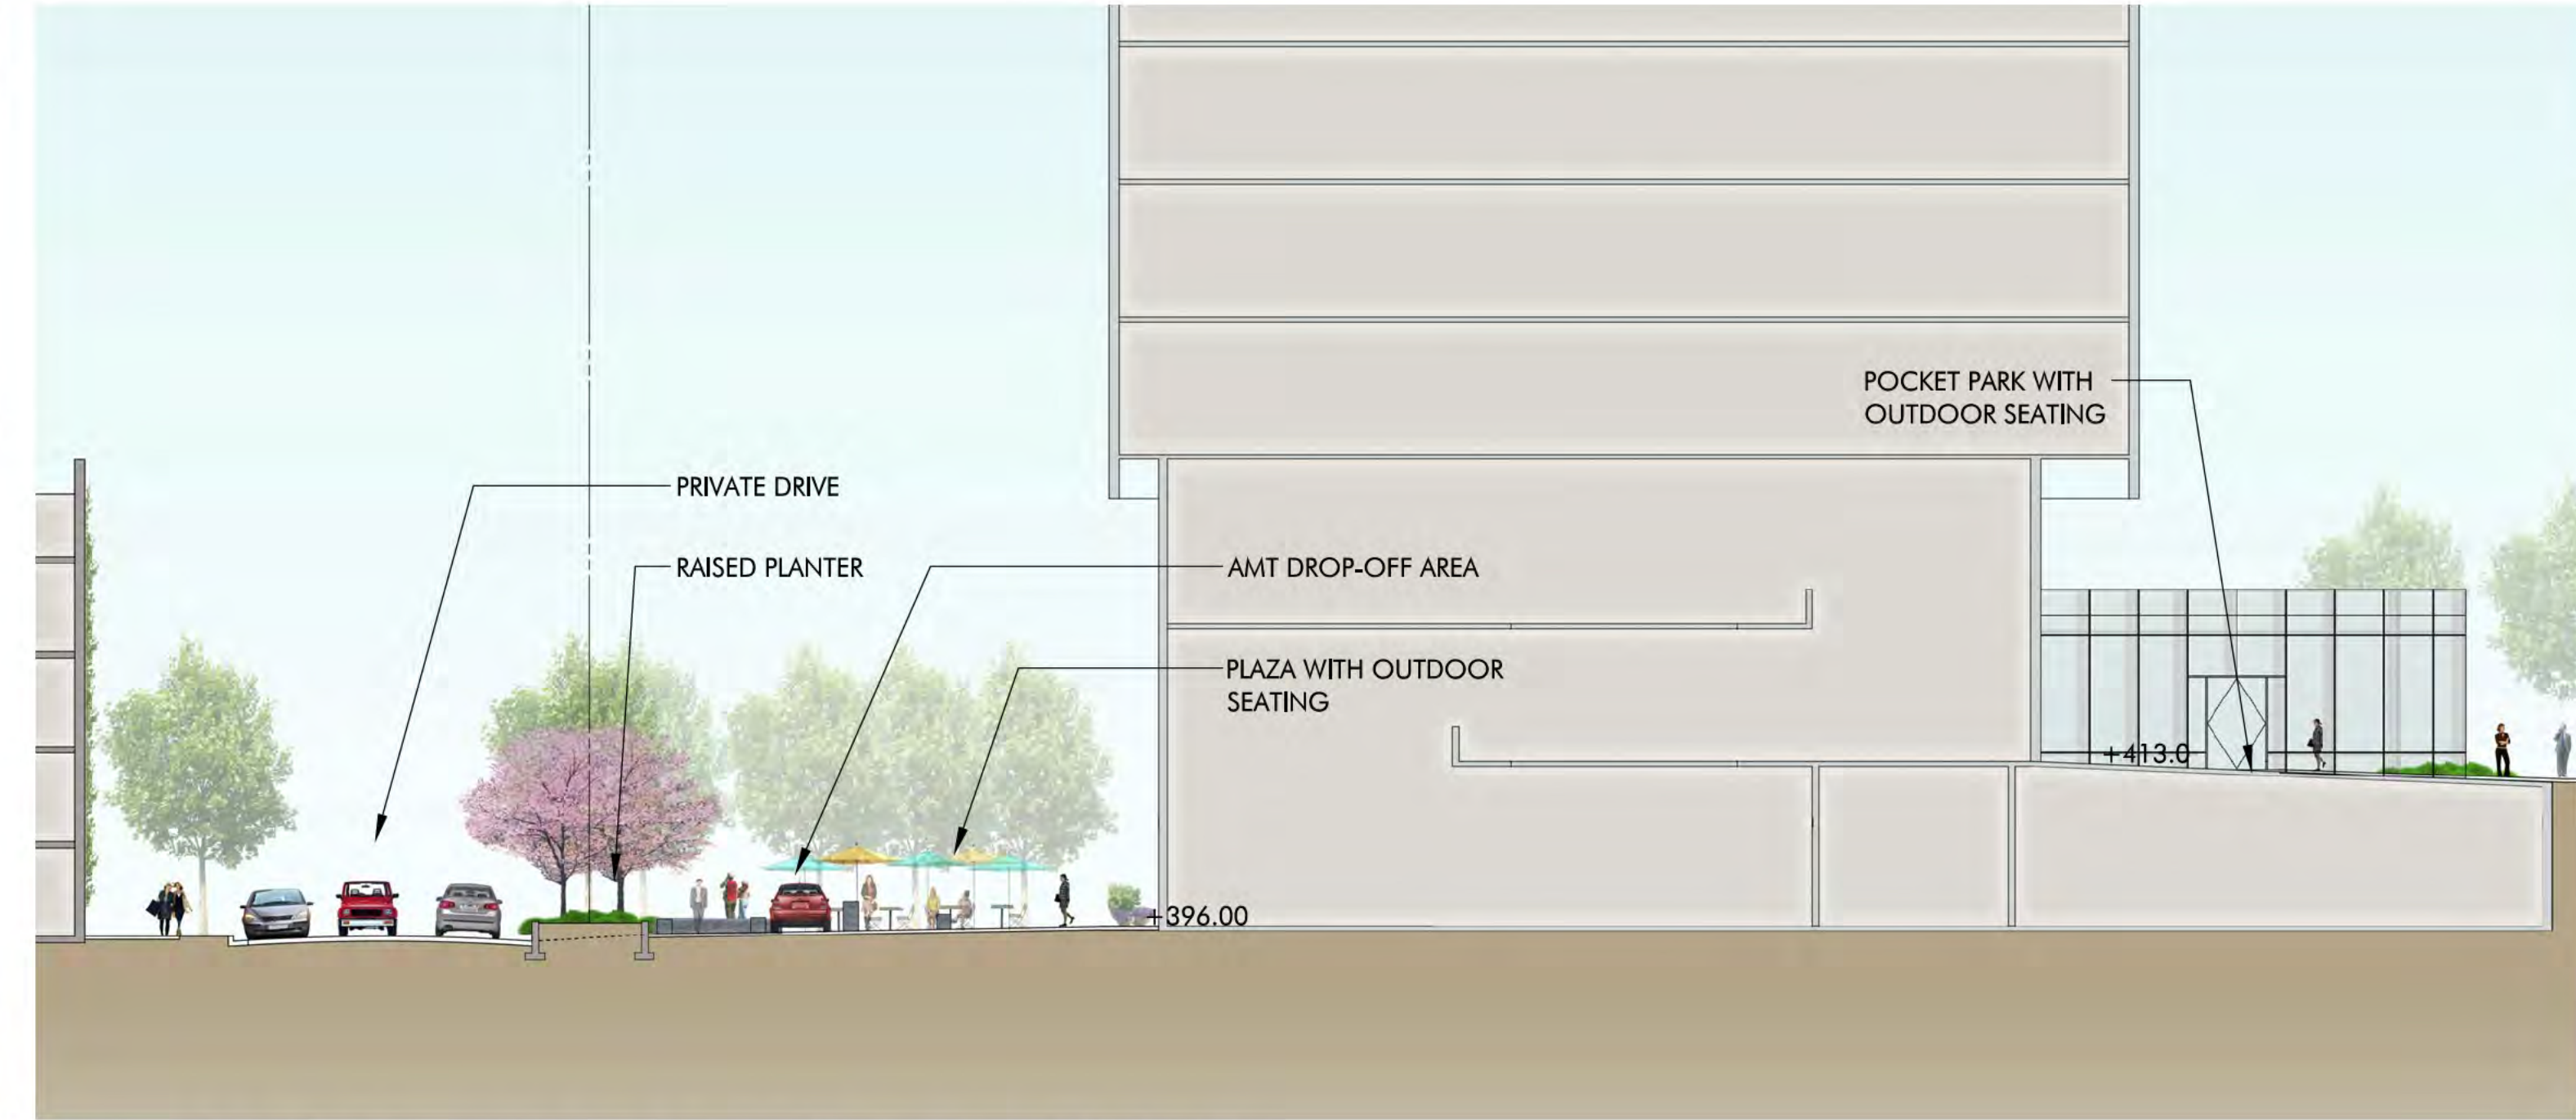 POCKET PARK WITH
OUTDOOR SEATING
PRIVATE DRIVE
RAISED PLANTER
AMT DROP-OFF AREA
PLAZA WITH OUTDOOR
SEATING
+413.0
+396.00